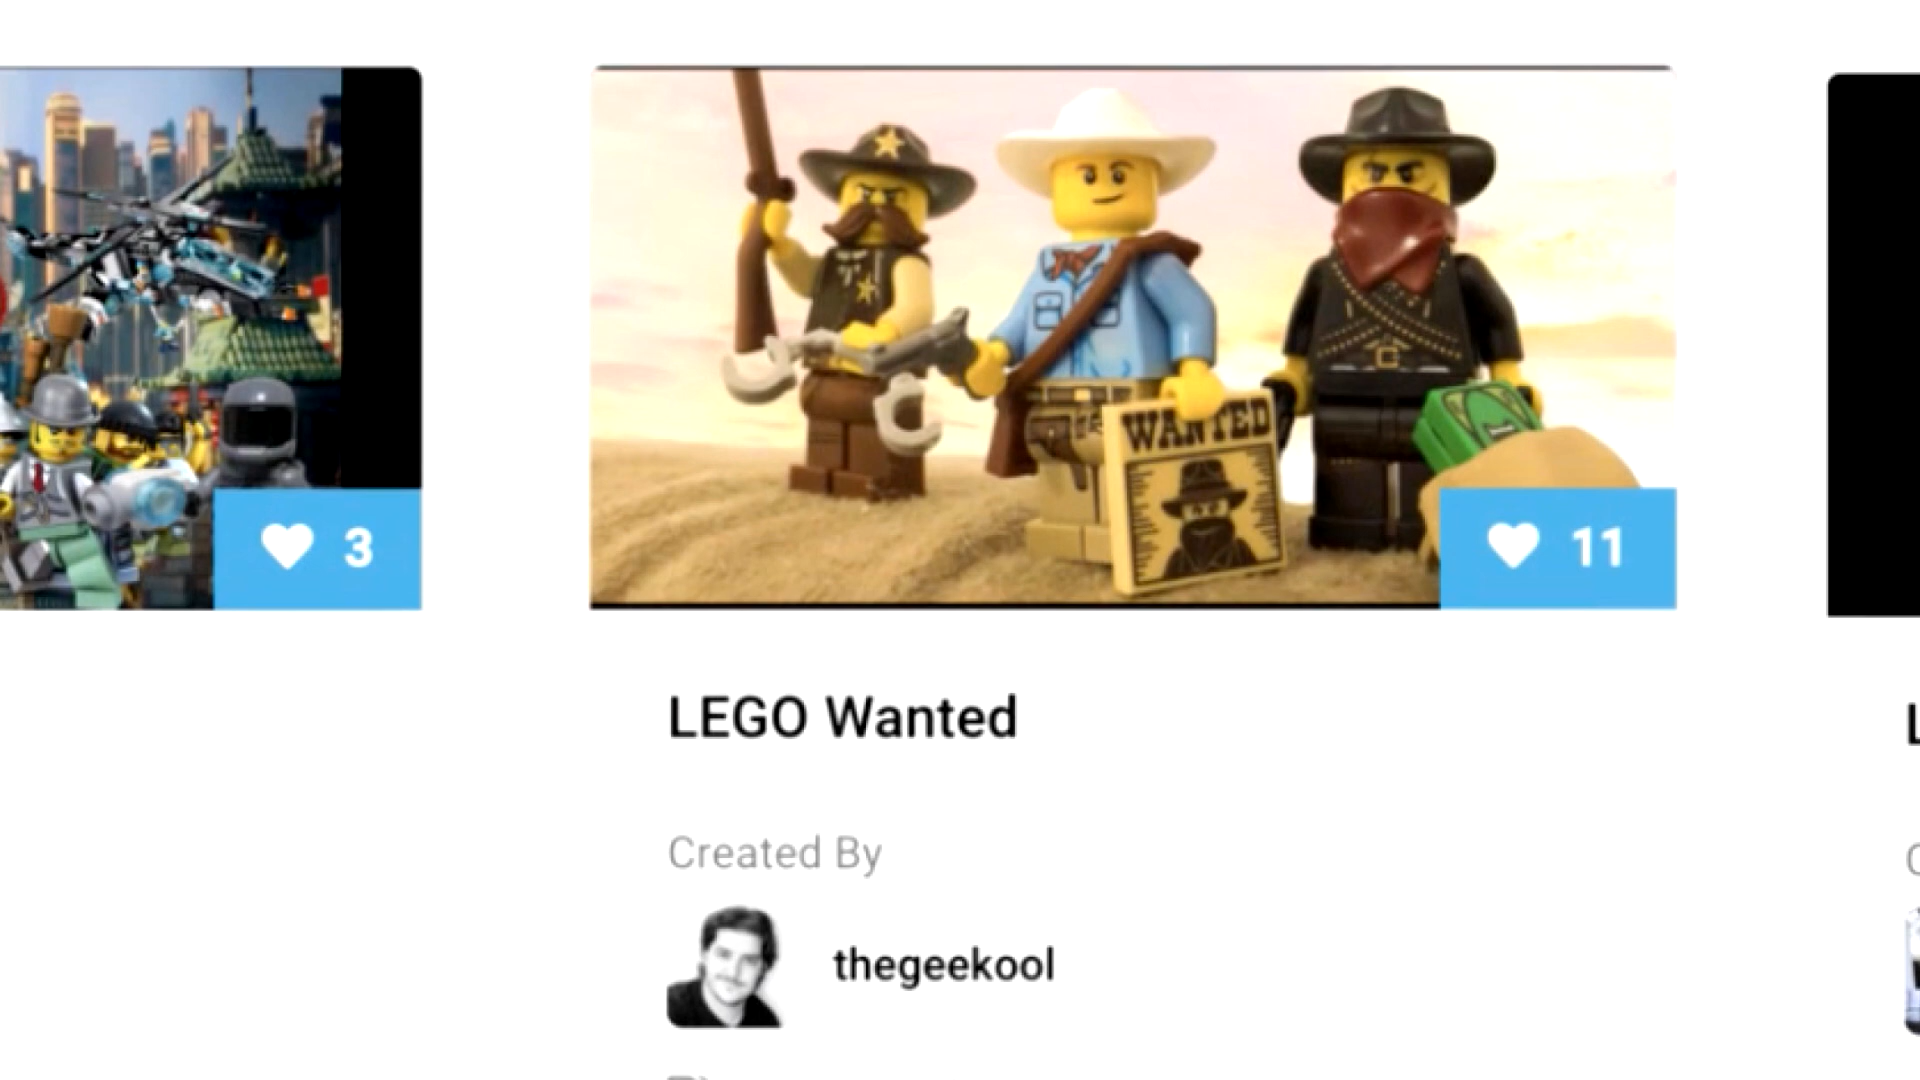 WANTED
3
11
LEGO Wanted
Created By
thegeekool